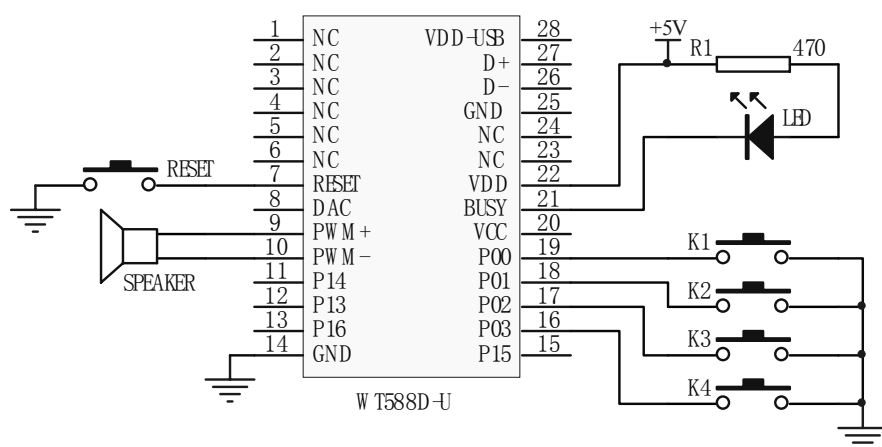 1 NC VDD-USB 28
2 NC D+ 27
3 NC D- 26
4 NC GND 25
5 NC NC 24
6 NC NC 23
7 RESET VDD 22
8 DAC BUSY 21
9 PWM+ VCC 20
10 PWM- P00 19
11 P14 P01 18
12 P13 P02 17
13 P16 P03 16
14 GND P15 15
WT588D-U
RESET
SPEAKER
+5V
R1 470
LED
K1
K2
K3
K4